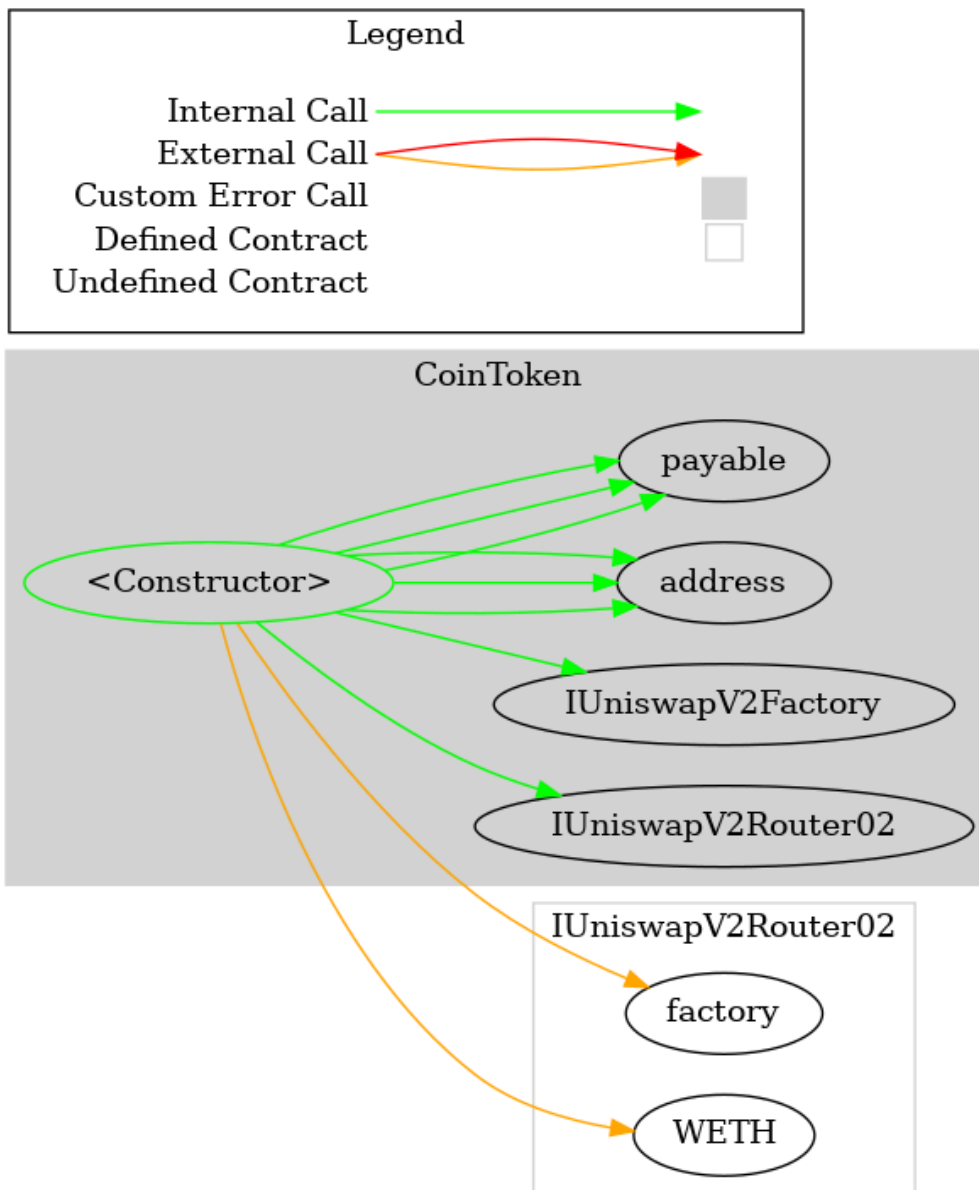 Legend
Internal Call
External Call
Custom Error Call
Defined Contract
Undefined Contract
CoinToken
payable
<Constructor>
address
IUniswapV2Factory
IUniswapV2Router02
IUniswapV2Router02
factory
WETH